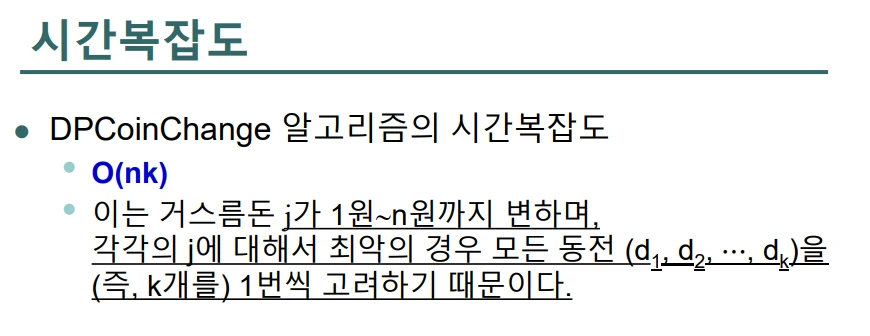 시간복잡도
● DPCoinChange 알고리즘의 시간복잡도
● O(nk)
● 이는 거스름돈 j가 1원~n원까지 변하며,
각각의 j에 대해서 최악의 경우 모든 동전 (d1, d2, ⋯, dk)을
(즉, k개를) 1번씩 고려하기 때문이다.